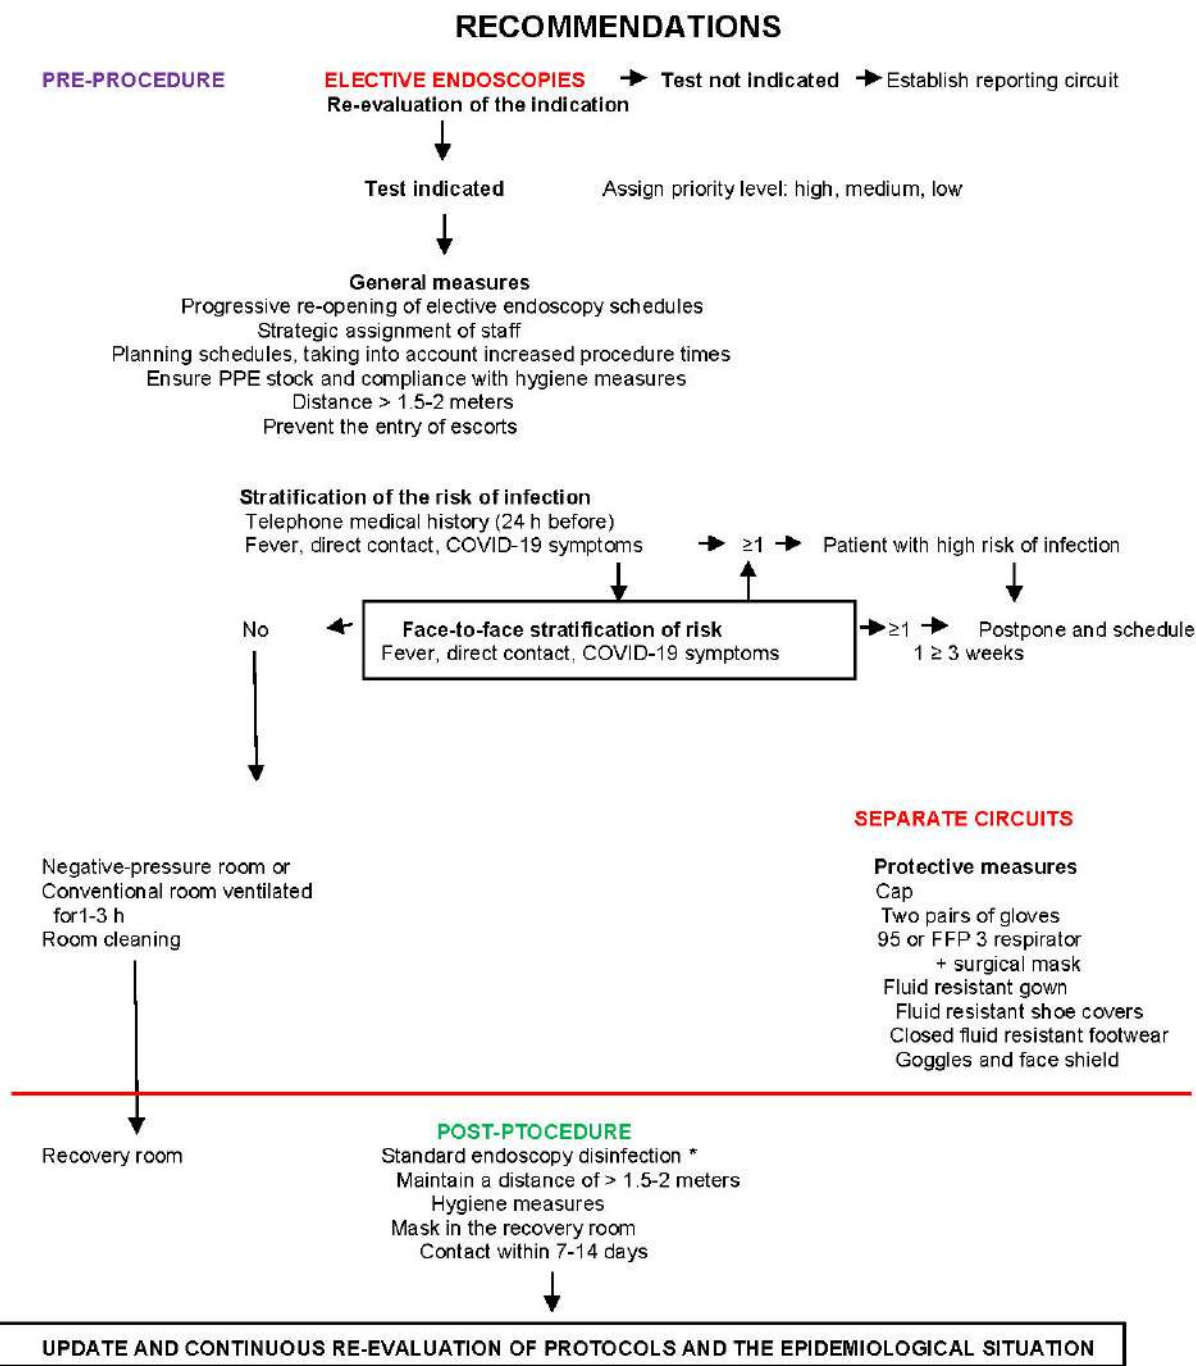 RECOMMENDATIONS
PRE-PROCEDURE
ELECTIVE ENDOSCOPIES
Test not indicated
Establish reporting circuit
Re-evaluation of the indication
Test indicated
Assign priority level: high, medium, low
General measures
Progressive re-opening of elective endoscopy schedules
Strategic assignment of staff
Planning schedules, taking into account increased procedure times
Ensure PPE stock and compliance with hygiene measures
Distance > 1.5-2 meters
Prevent the entry of escorts
Stratification of the risk of infection
Telephone medical history (24 h before)
Fever, direct contact, COVID-19 symptoms
≥1
Patient with high risk of infection
No
Face-to-face stratification of risk
Fever, direct contact, COVID-19 symptoms
≥1
Postpone and schedule
1 ≥ 3 weeks
SEPARATE CIRCUITS
Negative-pressure room or
Conventional room ventilated
for1-3 h
Room cleaning
Protective measures
Cap
Two pairs of gloves
95 or FFP 3 respirator
+ surgical mask
Fluid resistant gown
Fluid resistant shoe covers
Closed fluid resistant footwear
Goggles and face shield
Recovery room
POST-PTOCEDURE
Standard endoscopy disinfection *
Maintain a distance of > 1.5-2 meters
Hygiene measures
Mask in the recovery room
Contact within 7-14 days
UPDATE AND CONTINUOUS RE-EVALUATION OF PROTOCOLS AND THE EPIDEMIOLOGICAL SITUATION